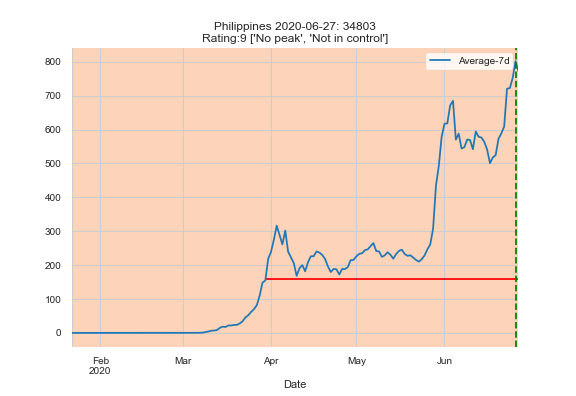 Philippines 2020-06-27: 34803
Rating:9 ['No peak', 'Not in control']
Average-7d
800
700
600
500
400
300
200
100
0
Feb
2020
Mar
Apr
May
Jun
Date